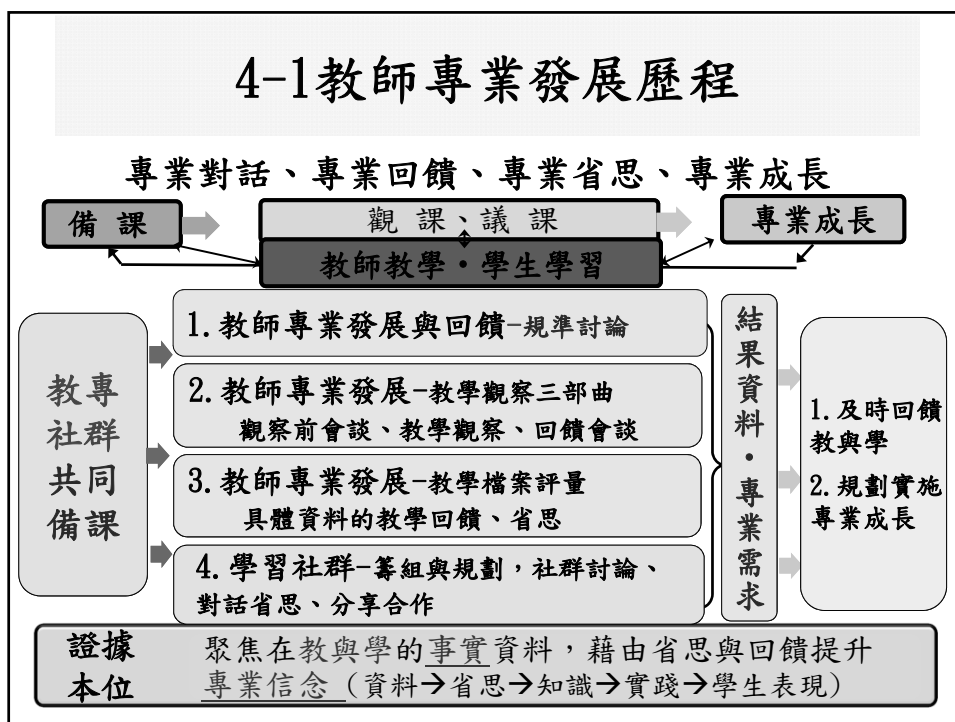 4-1教師專業發展歷程
專業對話、專業回饋、專業省思、專業成長
備 課
觀 課、議 課
專業成長
教師教學·學生學習
教專
社群
共同
備課
1.教師專業發展與回饋-規準討論
2.教師專業發展-教學觀察三部曲
觀察前會談、教學觀察、回饋會談
3.教師專業發展-教學檔案評量
具體資料的教學回饋、省思
4.學習社群-籌組與規劃，社群討論、
對話省思、分享合作
結果資料·專業需求
1.及時回饋
教與學
2.規劃實施
專業成長
證據
本位
聚焦在教與學的事實資料，藉由省思與回饋提升
專業信念（資料→省思→知識→實踐→學生表現）